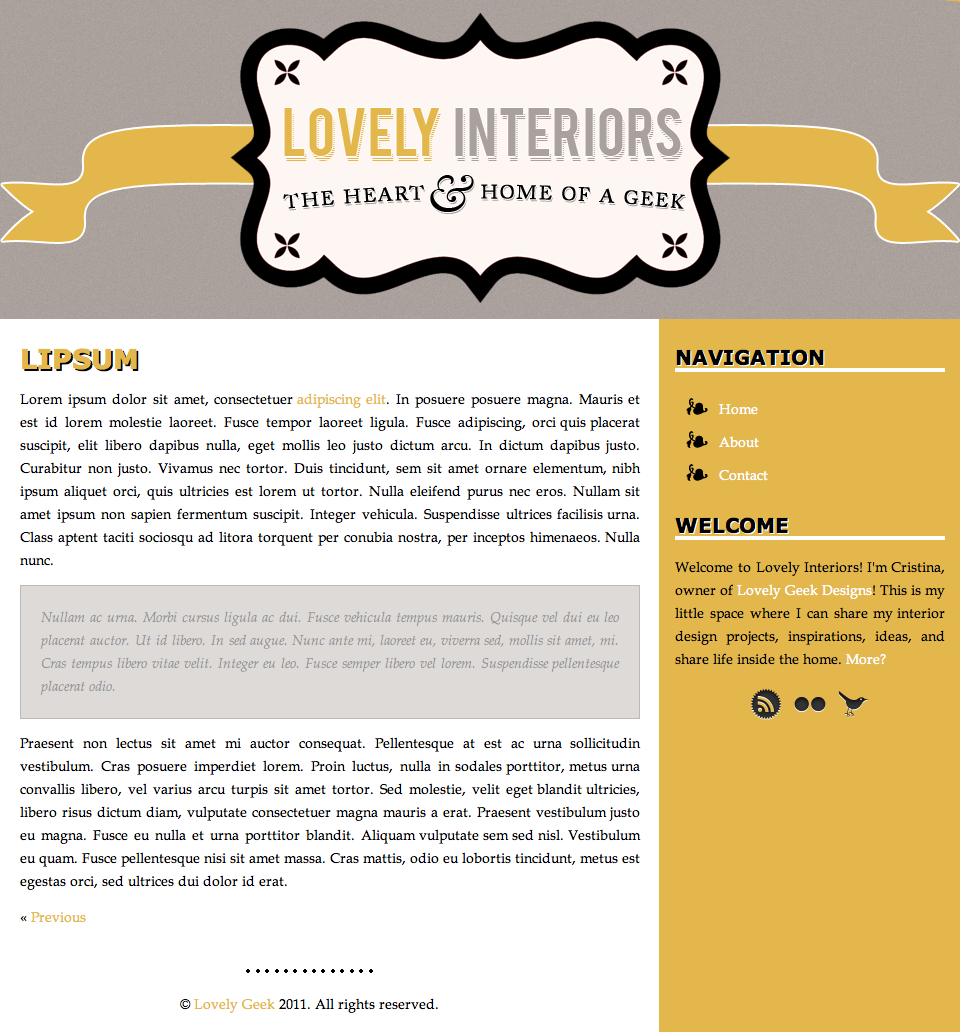 LOVELY INTERIORS
THE HEART & HOME OF A GEEK
LIPSUM
Lorem ipsum dolor sit amet, consectetuer adipiscing elit. In posuere posuere magna. Mauris et
est id lorem molestie laoreet. Fusce tempor laoreet ligula. Fusce adipiscing, orci quis placerat
suscipit, elit libero dapibus nulla, eget mollis leo justo dictum arcu. In dictum dapibus justo.
Curabitur non justo. Vivamus nec tortor. Duis tincidunt, sem sit amet ornare elementum, nibh
ipsum aliquet orci, quis ultricies est lorem ut tortor. Nulla eleifend purus nec eros. Nullam sit
amet ipsum non sapien fermentum suscipit. Integer vehicula. Suspendisse ultrices facilisis urna.
Class aptent taciti sociosqu ad litora torquent per conubia nostra, per inceptos himenaeos. Nulla
nunc.
Nullam ac urna. Morbi cursus ligula ac dui. Fusce vehicula tempus mauris. Quisque vel dui eu leo
placerat auctor. Ut id libero. In sed augue. Nunc ante mi, laoreet eu, viverra sed, mollis sit amet, mi.
Cras tempus libero vitae velit. Integer eu leo. Fusce semper libero vel lorem. Suspendisse pellentesque
placerat odio.
Praesent non lectus sit amet mi auctor consequat. Pellentesque at est ac urna sollicitudin
vestibulum. Cras posuere imperdiet lorem. Proin luctus, nulla in sodales porttitor, metus urna
convallis libero, vel varius arcu turpis sit amet tortor. Sed molestie, velit eget blandit ultricies,
libero risus dictum diam, vulputate consectetuer magna mauris a erat. Praesent vestibulum justo
eu magna. Fusce eu nulla et urna porttitor blandit. Aliquam vulputate sem sed nisl. Vestibulum
eu quam. Fusce pellentesque nisi sit amet massa. Cras mattis, odio eu lobortis tincidunt, metus est
egestas orci, sed ultrices dui dolor id erat.
« Previous
© Lovely Geek 2011. All rights reserved.
NAVIGATION
Home
About
Contact
WELCOME
Welcome to Lovely Interiors! I'm Cristina,
owner of Lovely Geek Designs! This is my
little space where I can share my interior
design projects, inspirations, ideas, and
share life inside the home. More?